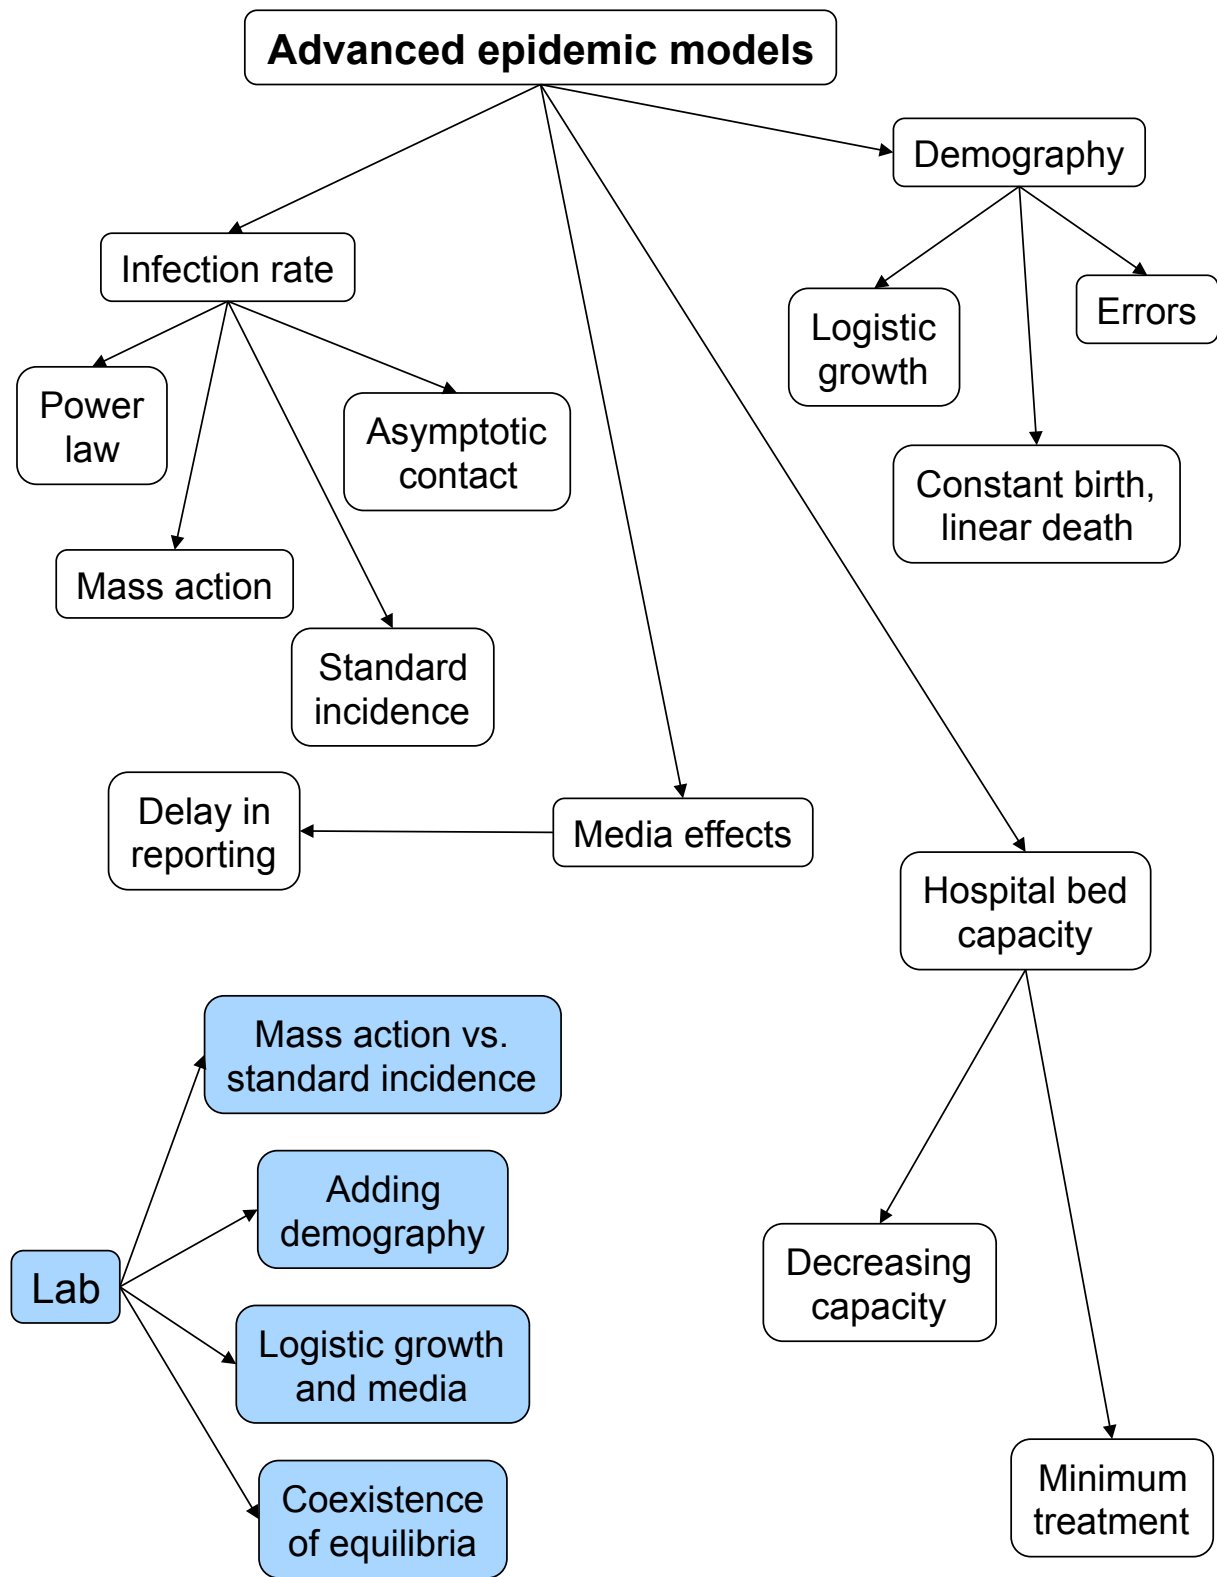 Advanced epidemic models
Demography
Infection rate
Logistic
growth
Errors
Power
law
Asymptotic
contact
Constant birth,
linear death
Mass action
Standard
incidence
Delay in
reporting
Media effects
Hospital bed
capacity
Mass action vs.
standard incidence
Adding
demography
Lab
Decreasing
capacity
Logistic growth
and media
Coexistence
of equilibria
Minimum
treatment